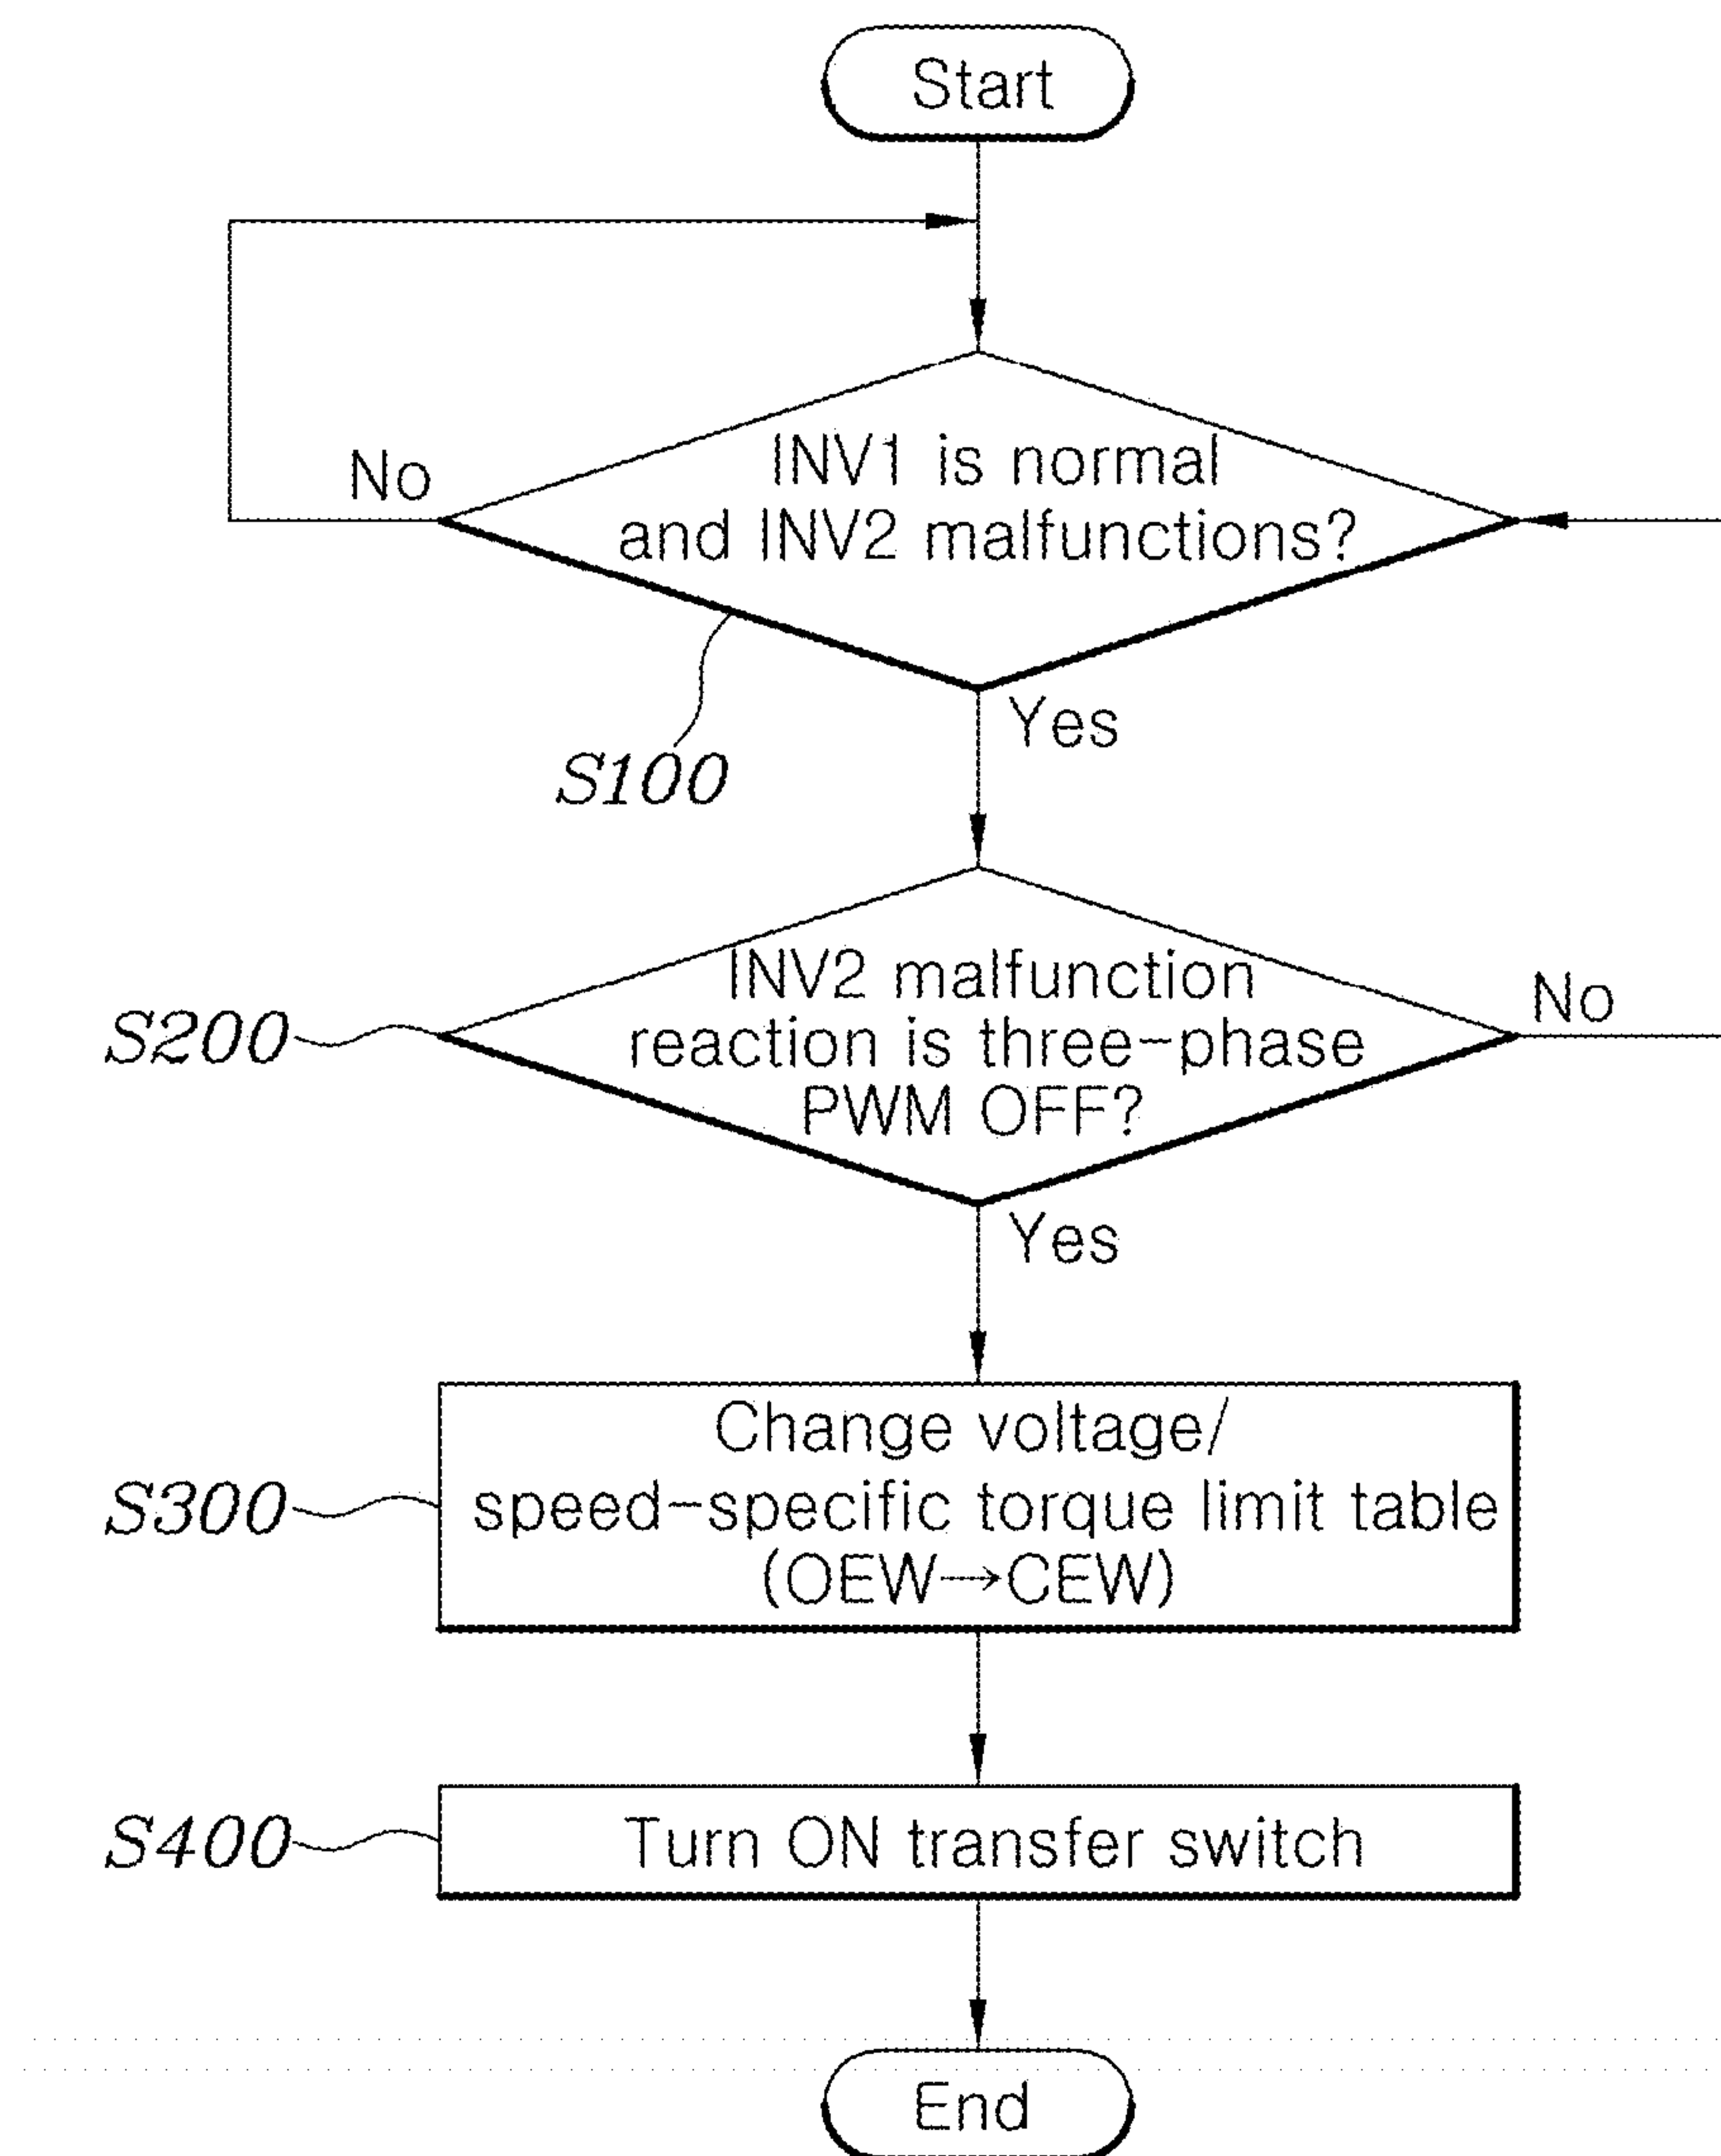 Start
INV1 is normal
and INV2 malfunctions?
No
Yes
S100
INV2 malfunction
reaction is three-phase
PWM OFF?
No
S200
Yes
Change voltage/
speed-specific torque limit table
(OEW→CEW)
S300
Turn ON transfer switch
S400
End